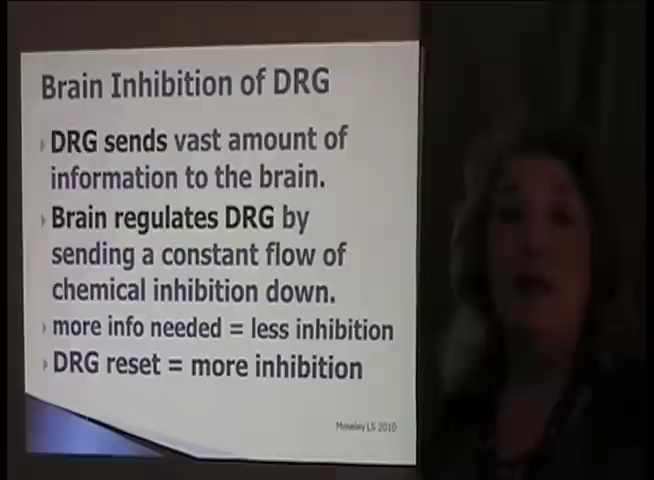 Brain Inhibition of DRG
DRG sends vast amount of
information to the brain.
Brain regulates DRG by
sending a constant flow of
chemical inhibition down.
more info needed = less inhibition
DRG reset = more inhibition
Moseley LS 2010